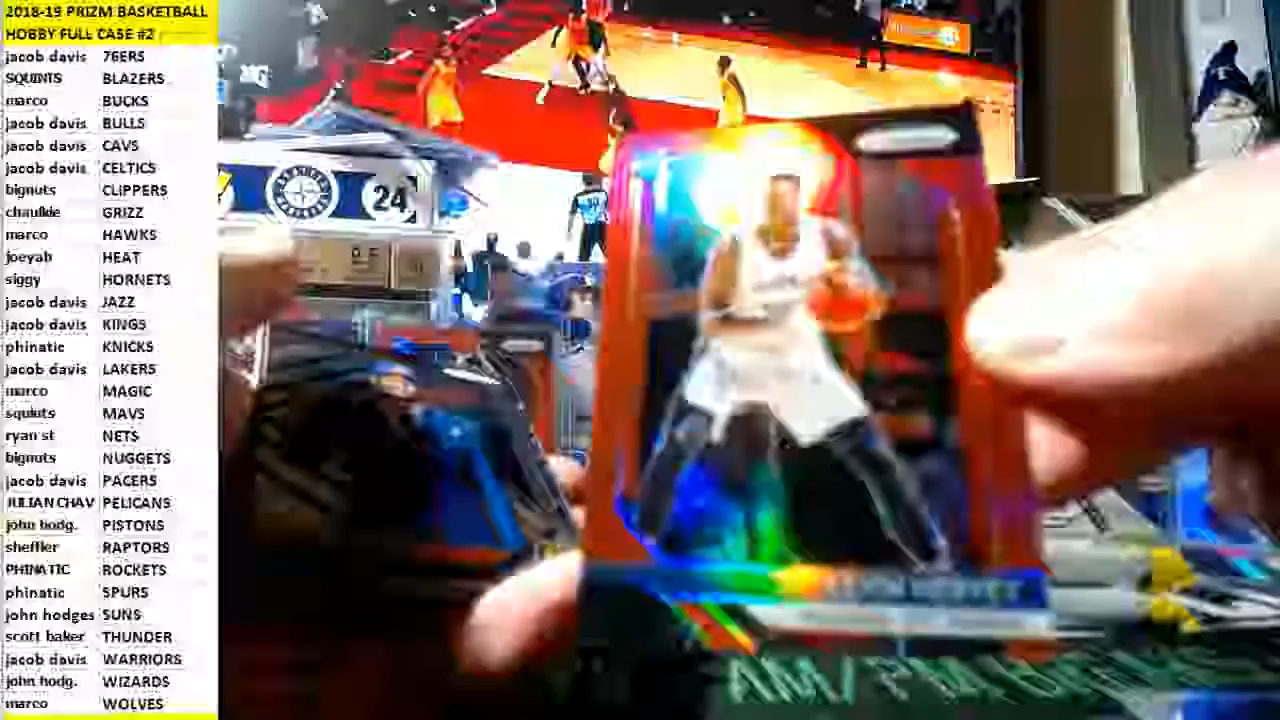 2018-19 PRIZM BASKETBALL
HOBBY FULL CASE #2
jacob davis 76ERS
SQUINTS BLAZERS
marco BUCKS
jacob davis BULLS
jacob davis CAVS
jacob davis CELTICS
bignuts CLIPPERS
chaulkie GRIZZ
marco HAWKS
joeyah HEAT
siggy HORNETS
jacob davis JAZZ
jacob davis KINGS
phinatic KNICKS
jacob davis LAKERS
marco MAGIC
squints MAVS
ryan st NETS
bignuts NUGGETS
jacob davis PACERS
JULIAN CHAV PELICANS
john hodg. PISTONS
sheffler RAPTORS
PHINATIC ROCKETS
phinatic SPURS
john hodges SUNS
scott baker THUNDER
jacob davis WARRIORS
john hodg. WIZARDS
marco WOLVES
24